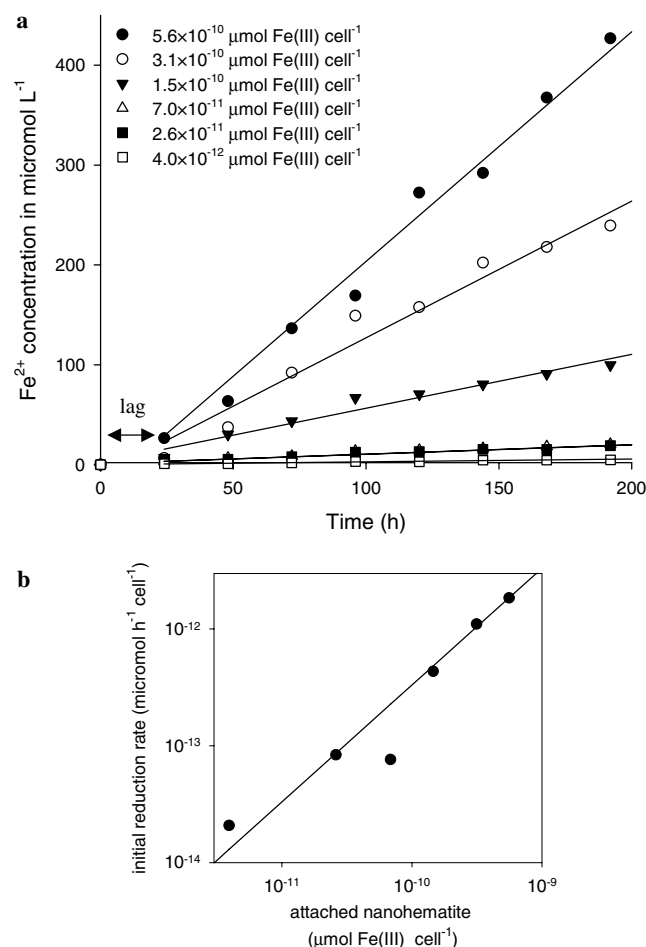 a
5.6×10⁻¹⁰ µmol Fe(III) cell⁻¹
3.1×10⁻¹⁰ µmol Fe(III) cell⁻¹
1.5×10⁻¹⁰ µmol Fe(III) cell⁻¹
7.0×10⁻¹¹ µmol Fe(III) cell⁻¹
2.6×10⁻¹¹ µmol Fe(III) cell⁻¹
4.0×10⁻¹² µmol Fe(III) cell⁻¹
Fe²⁺ concentration in micromol L⁻¹
400
300
200
100
0
lag
0 50 100 150 200
Time (h)
b
initial reduction rate (micromol h⁻¹ cell⁻¹)
10⁻¹²
10⁻¹³
10⁻¹⁴
10⁻¹¹ 10⁻¹⁰ 10⁻⁹
attached nanohematite
(µmol Fe(III) cell⁻¹)